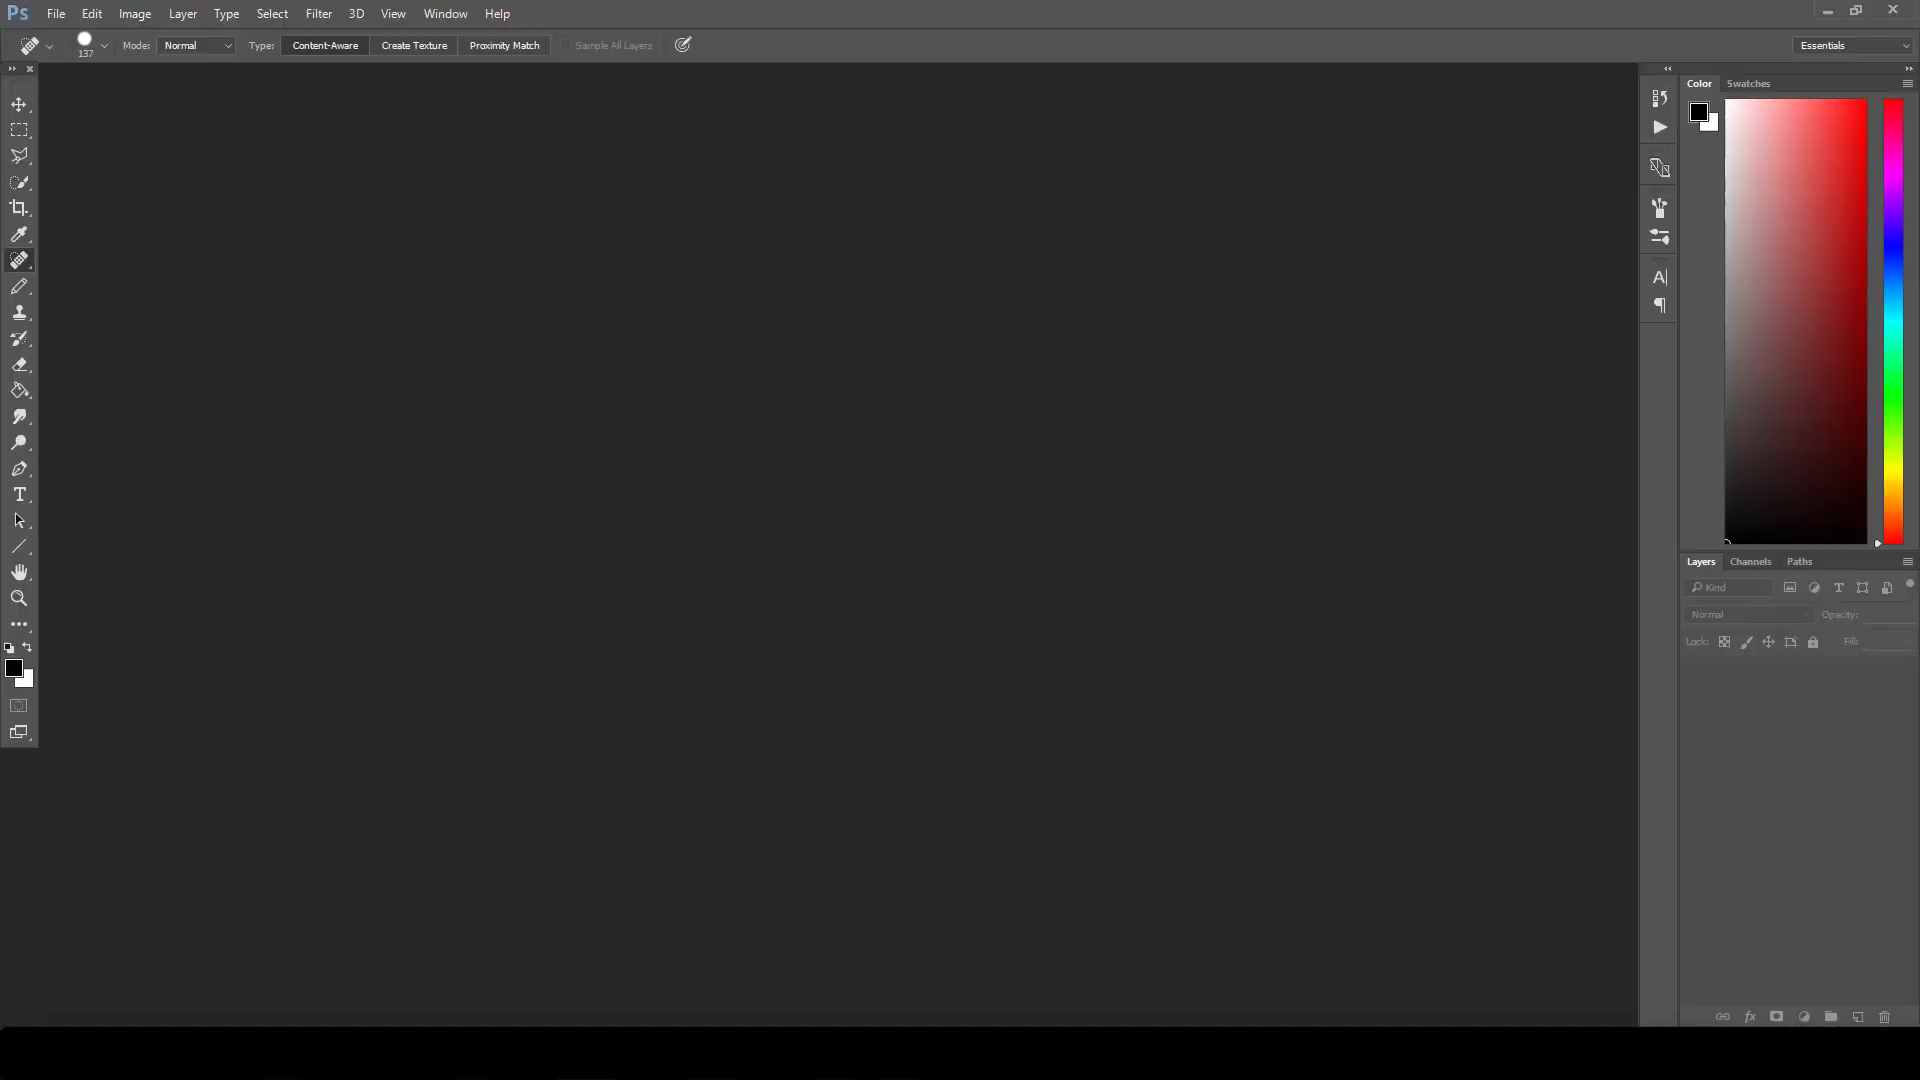 Ps File Edit Image Layer Type Select Filter 3D View Window Help
137 Mode: Normal Type: Content-Aware Create Texture Proximity Match Sample All Layers Essentials
Color Swatches
Layers Channels Paths
Kind
Normal Opacity:
Lock: Fill: